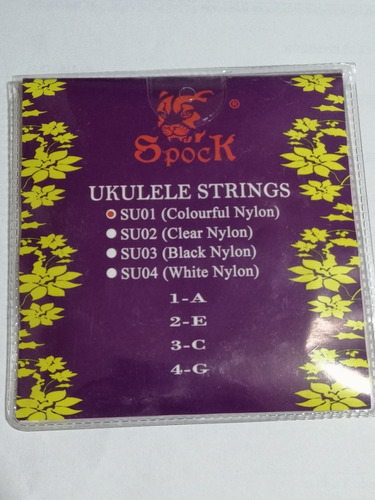 ®
SpocK
UKULELE STRINGS
SU01 (Colourful Nylon)
SU02 (Clear Nylon)
SU03 (Black Nylon)
SU04 (White Nylon)
1-A
2-E
3-C
4-G